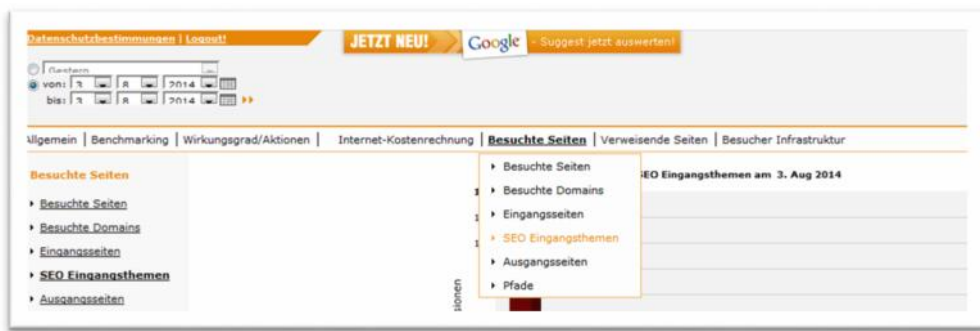 Datenschutzbestimmungen | Logout!
JETZT NEU! Google - Suggest jetzt auswerten!
Gestern
von: 3 8 2014
bis: 3 8 2014
Allgemein | Benchmarking | Wirkungsgrad/Aktionen | Internet-Kostenrechnung | Besuchte Seiten | Verweisende Seiten | Besucher Infrastruktur
Besuchte Seiten
Besuchte Seiten
Besuchte Domains
Eingangsseiten
SEO Eingangsthemen
Ausgangsseiten
Besuchte Seiten
Besuchte Domains
Eingangsseiten
SEO Eingangsthemen
Ausgangsseiten
Pfade
SEO Eingangsthemen am 3. Aug 2014